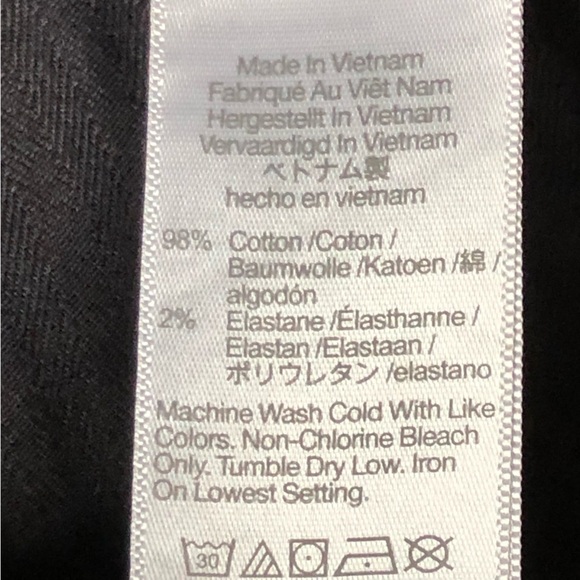 Made In Vietnam
Fabriqué Au Viêt Nam
Hergestellt In Vietnam
Vervaardigd In Vietnam
ベトナム製
hecho en vietnam
98% Cotton /Coton /
Baumwolle /Katoen /綿 /
algodón
2% Elastane /Élasthanne /
Elastan /Elastaan /
ポリウレタン /elastano
Machine Wash Cold With Like
Colors. Non-Chlorine Bleach
Only. Tumble Dry Low. Iron
On Lowest Setting.
30